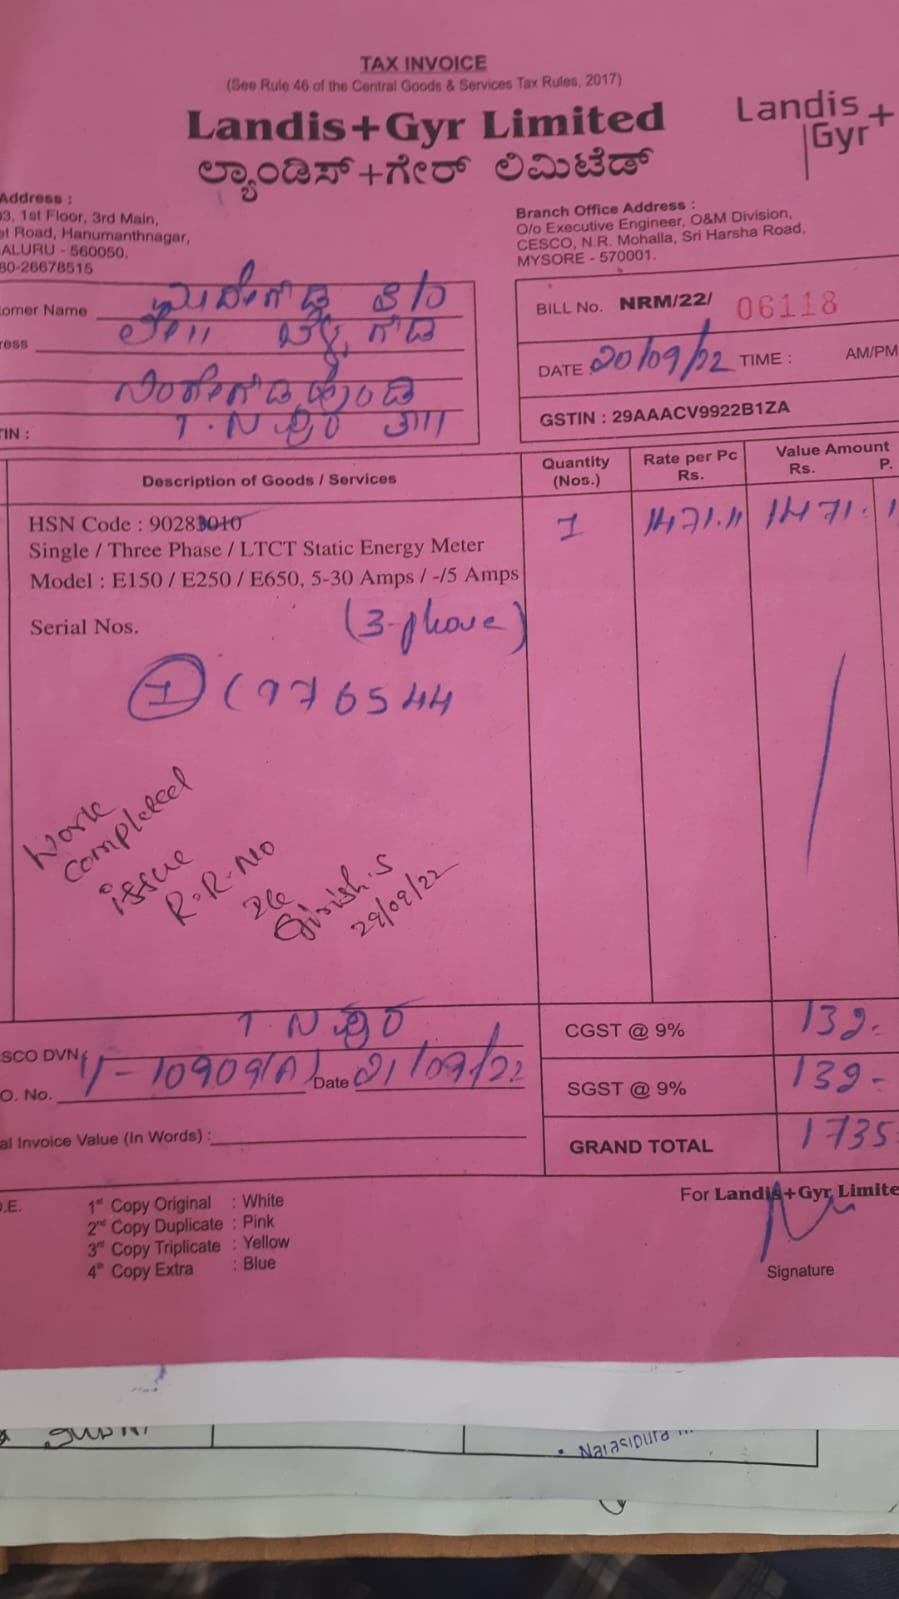 TAX INVOICE
(See Rule 46 of the Central Goods & Services Tax Rules, 2017)
Landis+Gyr Limited
ಲ್ಯಾಂಡಿಸ್+ಗೇರ್ ಲಿಮಿಟೆಡ್
Landis+
Gyr
Address :
03, 1st Floor, 3rd Main,
Road, Hanumanthnagar,
ALURU - 560050.
80-26678515
Branch Office Address :
O/o Executive Engineer, O&M Division,
CESCO, N.R. Mohalla, Sri Harsha Road,
MYSORE - 570001.
omer Name
ress
TIN :
T.N ಪುರ
BILL No. NRM/22/ 06118
DATE 20/09/22 TIME : AM/PM
GSTIN : 29AAACV9922B1ZA
Description of Goods / Services
Quantity (Nos.)
Rate per Pc Rs.
Value Amount Rs. P.
HSN Code : 90283010
Single / Three Phase / LTCT Static Energy Meter
Model : E150 / E250 / E650, 5-30 Amps / -/5 Amps
1 1471.11 1471.1
Serial Nos. (3-phase)
1
976544
Work
completed
issue
R.R.No
Girish.S
T.N ಪುರ
SCO DVN
O. No. Date 21/09/22
al Invoice Value (In Words) :
CGST @ 9% 132-
SGST @ 9% 132-
GRAND TOTAL 1735
O.E.
1st Copy Original : White
2nd Copy Duplicate : Pink
3rd Copy Triplicate : Yellow
4th Copy Extra : Blue
For Landis+Gyr Limite
Signature
Narasipura